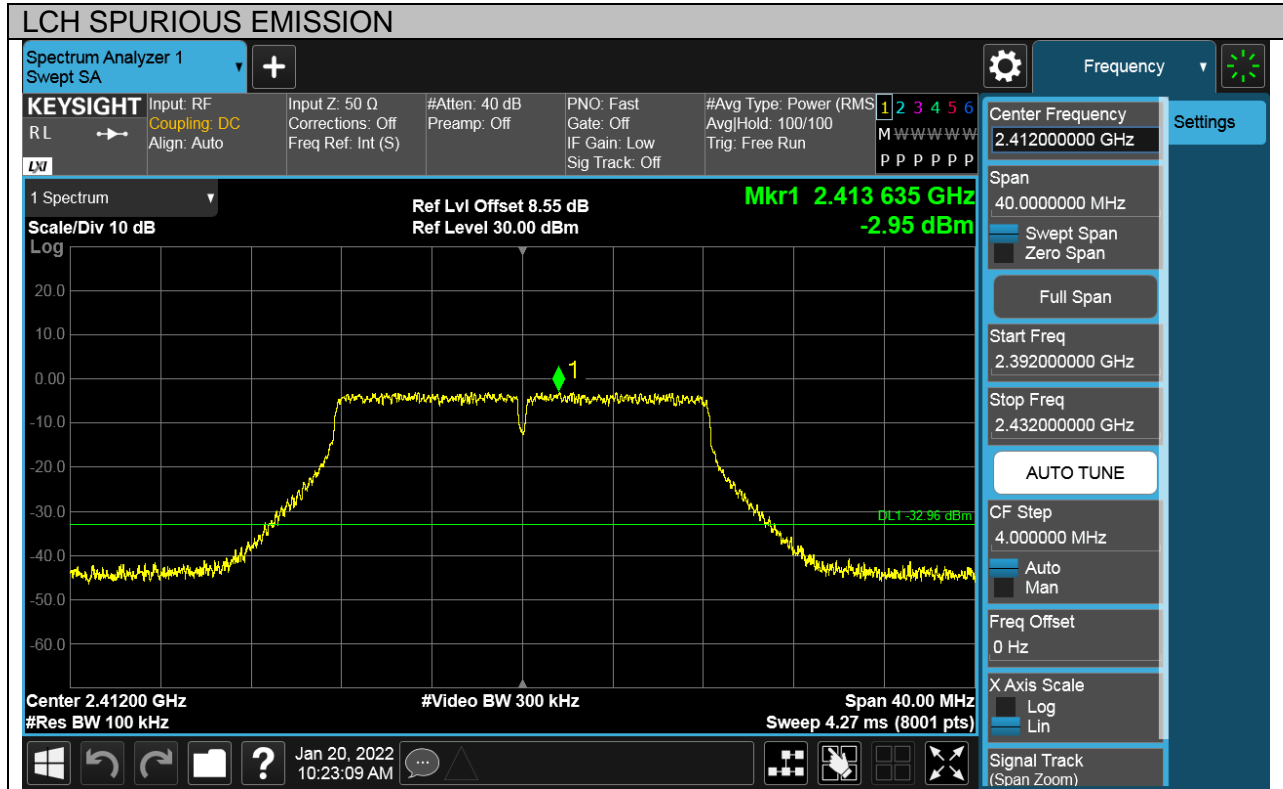 LCH SPURIOUS EMISSION
Spectrum Analyzer 1
Swept SA
+
Frequency
KEYSIGHT
R L
LXI
Input: RF
Coupling: DC
Align: Auto
Input Z: 50 Ω
Corrections: Off
Freq Ref: Int (S)
#Atten: 40 dB
Preamp: Off
PNO: Fast
Gate: Off
IF Gain: Low
Sig Track: Off
#Avg Type: Power (RMS
Avg|Hold: 100/100
Trig: Free Run
1 2 3 4 5 6
M W W W W W
P P P P P P
1 Spectrum
Scale/Div 10 dB
Ref Lvl Offset 8.55 dB
Ref Level 30.00 dBm
Mkr1 2.413 635 GHz
-2.95 dBm
Log
20.0
10.0
0.00
-10.0
-20.0
-30.0
-40.0
-50.0
-60.0
1
DL1 -32.96 dBm
Center 2.41200 GHz
#Res BW 100 kHz
#Video BW 300 kHz
Span 40.00 MHz
Sweep 4.27 ms (8001 pts)
Center Frequency
2.412000000 GHz
Settings
Span
40.0000000 MHz
Swept Span
Zero Span
Full Span
Start Freq
2.392000000 GHz
Stop Freq
2.432000000 GHz
AUTO TUNE
CF Step
4.000000 MHz
Auto
Man
Freq Offset
0 Hz
X Axis Scale
Log
Lin
Signal Track
(Span Zoom)
?
Jan 20, 2022
10:23:09 AM